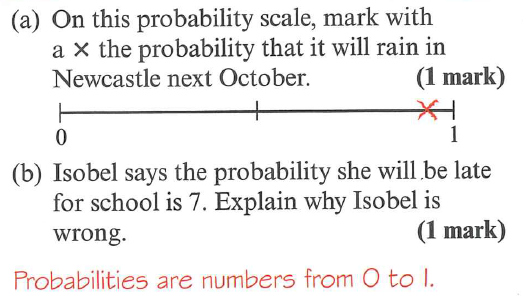 (a) On this probability scale, mark with
a × the probability that it will rain in
Newcastle next October. (1 mark)
0 1
(b) Isobel says the probability she will be late
for school is 7. Explain why Isobel is
wrong. (1 mark)
Probabilities are numbers from 0 to 1.